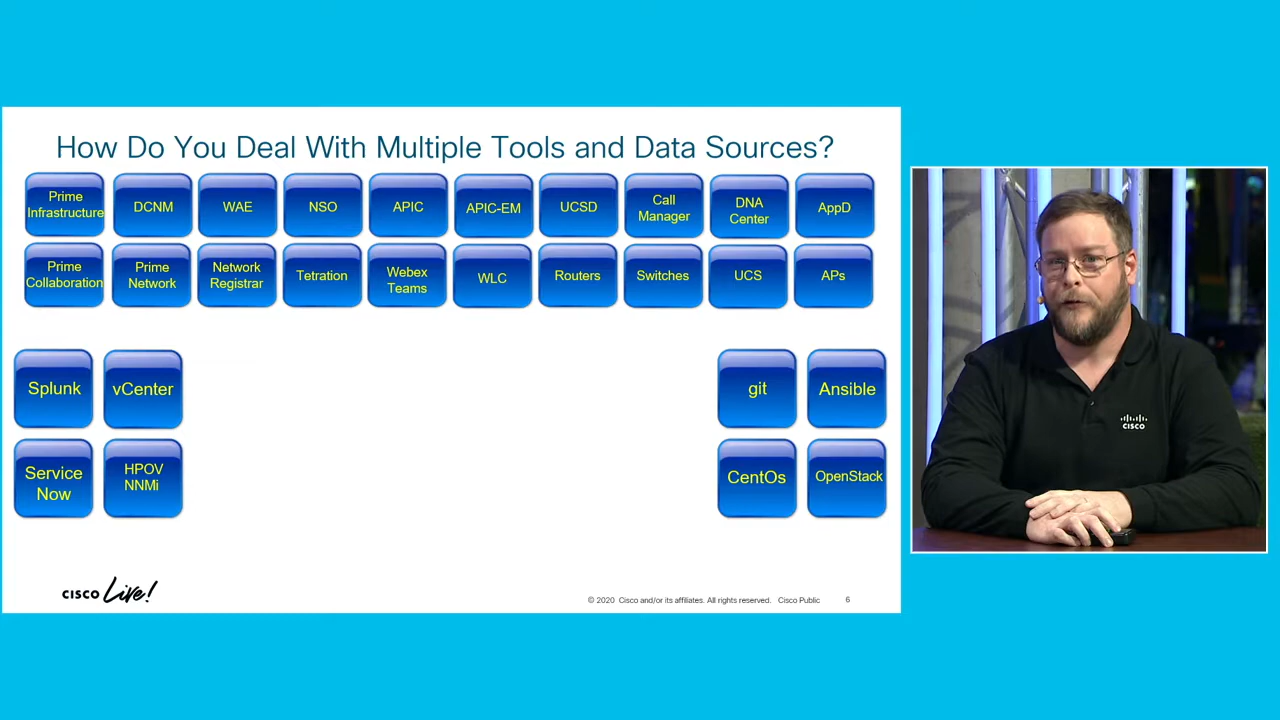 How Do You Deal With Multiple Tools and Data Sources?
Prime
Infrastructure
DCNM
WAE
NSO
APIC
APIC-EM
UCSD
Call
Manager
DNA
Center
AppD
Prime
Collaboration
Prime
Network
Network
Registrar
Tetration
Webex
Teams
WLC
Routers
Switches
UCS
APs
Splunk
vCenter
git
Ansible
Service
Now
HPOV
NNMi
CentOs
OpenStack
CISCO Live!
© 2020 Cisco and/or its affiliates. All rights reserved. Cisco Public
6
CISCO